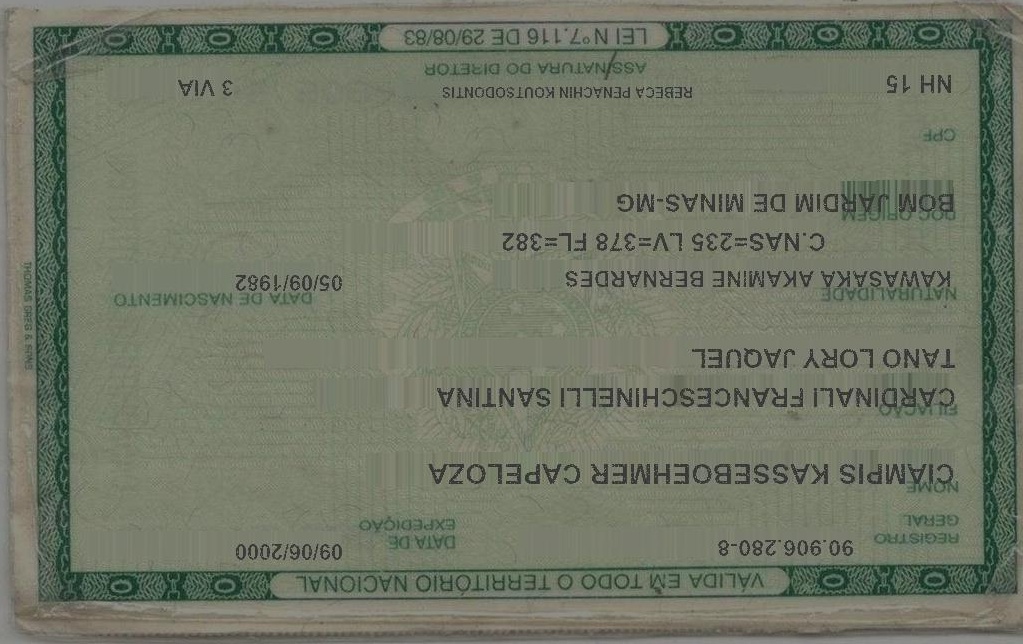 VÁLIDA EM TODO O TERRITÓRIO NACIONAL
REGISTRO GERAL 90.906.280-8 DATA DE EXPEDIÇÃO 09/06/2000
NOME
CIAMPIS KASSEBOEHMER CAPELOZA
FILIAÇÃO
CARDINALI FRANCESCHINELLI SANTINA
TANO LORY JAQUEL
NATURALIDADE DATA DE NASCIMENTO
KAWASAKA AKAMINE BERNARDES 05/09/1982
C.NAS=235 LV=378 FL=382
DOC ORIGEM
BOM JARDIM DE MINAS-MG
CPF
NH 15 REBECA PENACHIN KOUTSODONTIS 3 VIA
ASSINATURA DO DIRETOR
LEI Nº 7.116 DE 29/08/83
THOMAS GREG & SONS